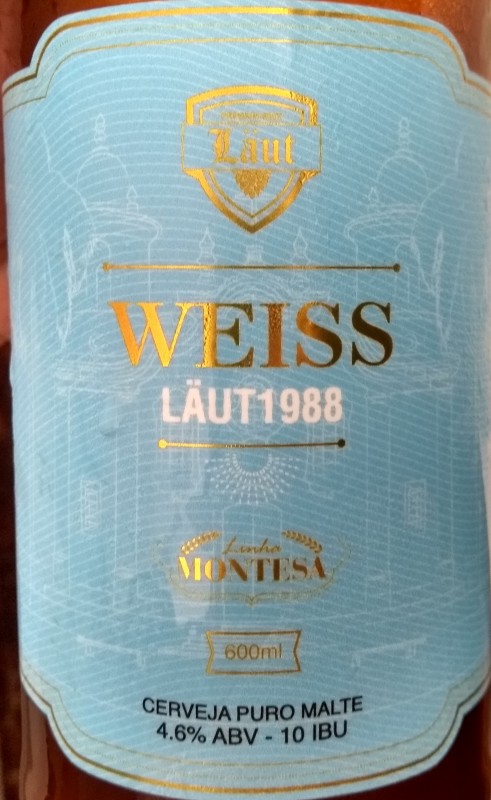 Läut
WEISS
LÄUT1988
Linha
MONTESA
600ml
CERVEJA PURO MALTE
4.6% ABV - 10 IBU